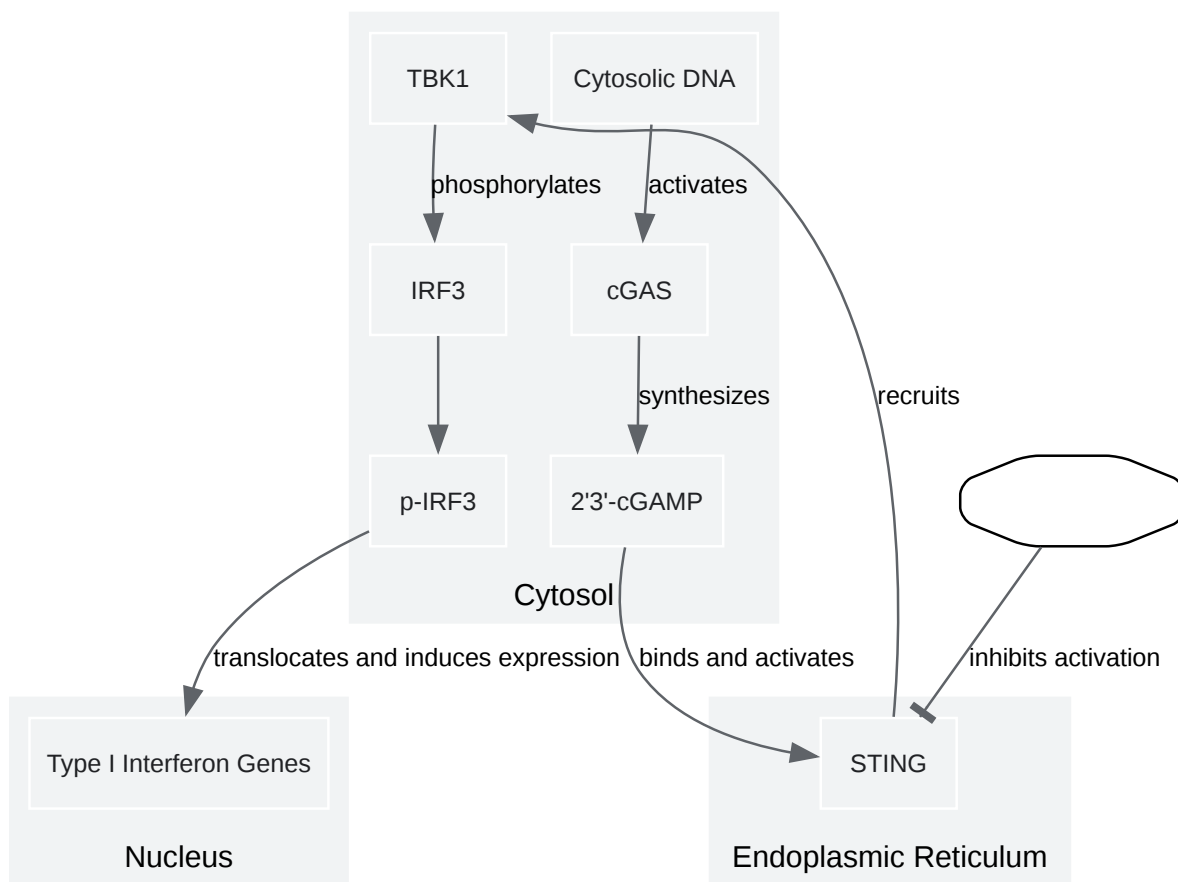 TBK1
Cytosolic DNA
phosphorylates
activates
IRF3
cGAS
synthesizes
recruits
p-IRF3
2'3'-cGAMP
Cytosol
translocates and induces expression
binds and activates
inhibits activation
Type I Interferon Genes
STING
Nucleus
Endoplasmic Reticulum